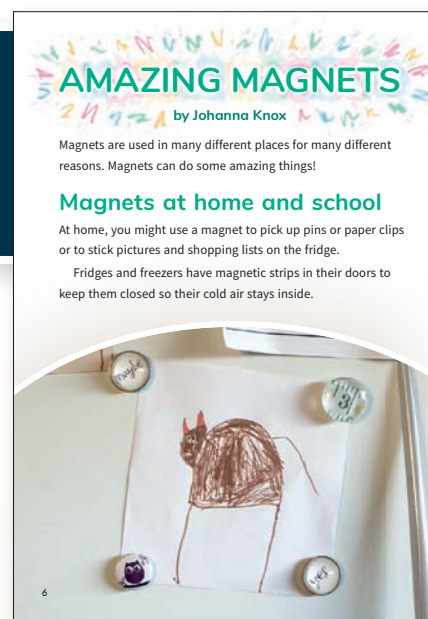 AMAZING MAGNETS
by Johanna Knox
Magnets are used in many different places for many different
reasons. Magnets can do some amazing things!
Magnets at home and school
At home, you might use a magnet to pick up pins or paper clips
or to stick pictures and shopping lists on the fridge.
Fridges and freezers have magnetic strips in their doors to
keep them closed so their cold air stays inside.
maybe
3
yes
6